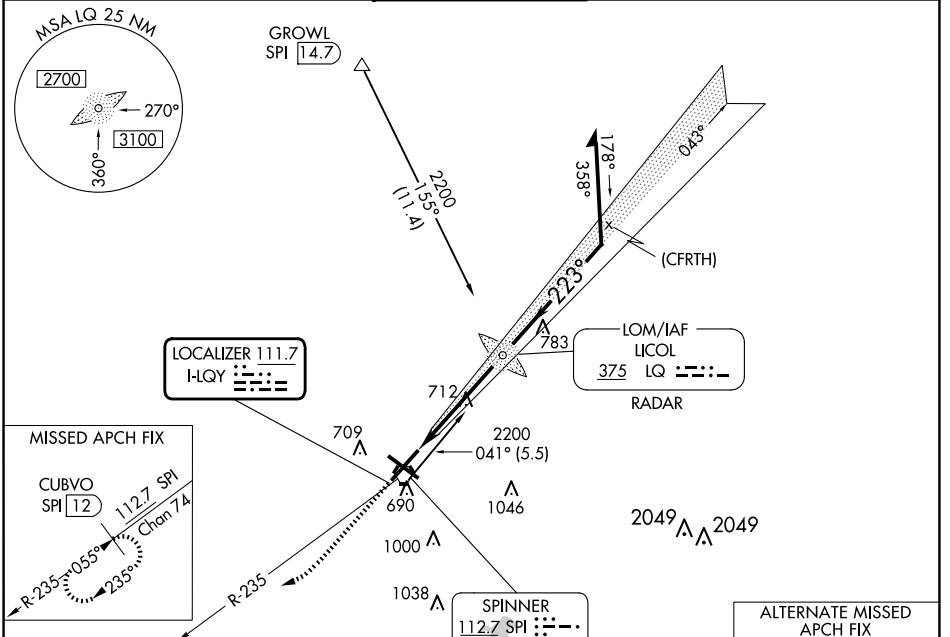 MSA LQ 25 NM
2700
270°
3100
360°
GROWL
SPI 14.7
2200
155°
(11.4)
178°
358°
043°
(CFRTH)
223°
783
LOM/IAF
LICOL
375 LQ
RADAR
LOCALIZER 111.7
I-LQY
712
709
2200
041° (5.5)
690
1046
2049
2049
1000
1038
MISSED APCH FIX
CUBVO
SPI 12
112.7 SPI
Chan 74
R-235
055°
235°
R-235
SPINNER
112.7 SPI
ALTERNATE MISSED
APCH FIX